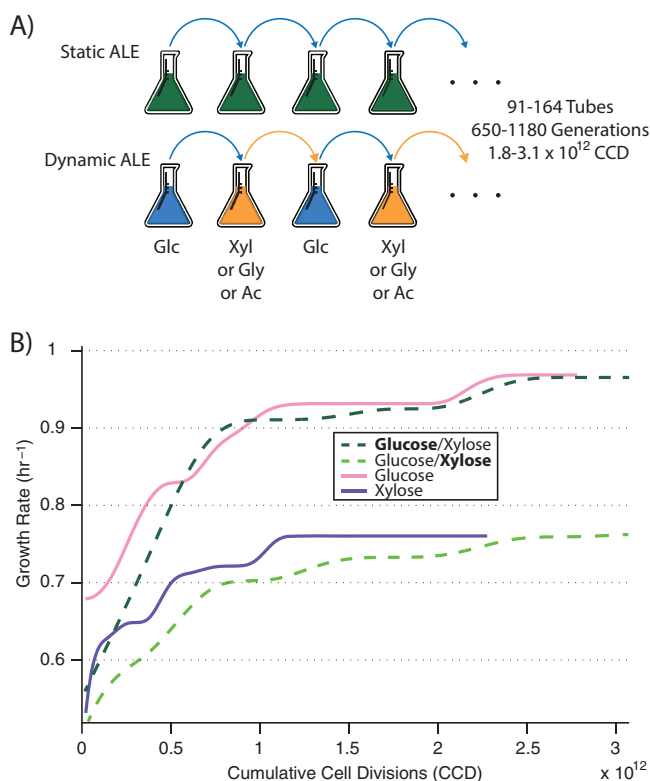 A)
Static ALE
. . .
91-164 Tubes
650-1180 Generations
1.8-3.1 x 10¹² CCD
Dynamic ALE
. . .
Glc
Xyl
or Gly
or Ac
Glc
Xyl
or Gly
or Ac
B)
1
0.9
0.8
0.7
0.6
Growth Rate (hr⁻¹)
Glucose/Xylose
Glucose/Xylose
Glucose
Xylose
0
0.5
1
1.5
2
2.5
3
x 10¹²
Cumulative Cell Divisions (CCD)